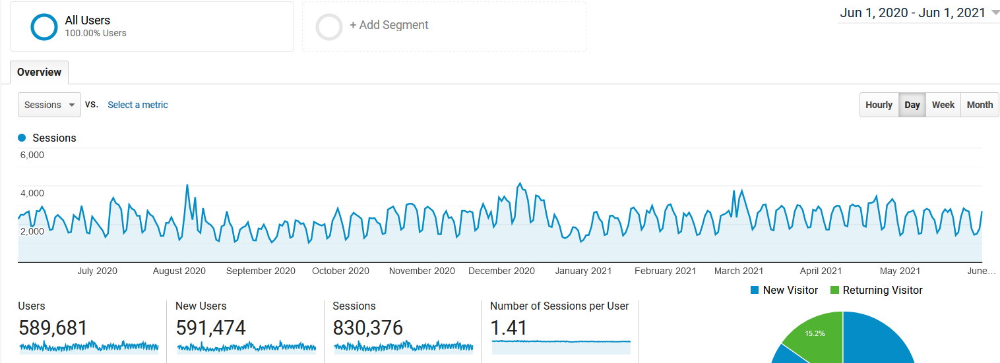 All Users
100.00% Users
+ Add Segment
Jun 1, 2020 - Jun 1, 2021
Overview
Sessions
vs.
Select a metric
Hourly Day Week Month
Sessions
6,000
4,000
2,000
July 2020 August 2020 September 2020 October 2020 November 2020 December 2020 January 2021 February 2021 March 2021 April 2021 May 2021 June...
New Visitor Returning Visitor
Users
589,681
New Users
591,474
Sessions
830,376
Number of Sessions per User
1.41
15.2%